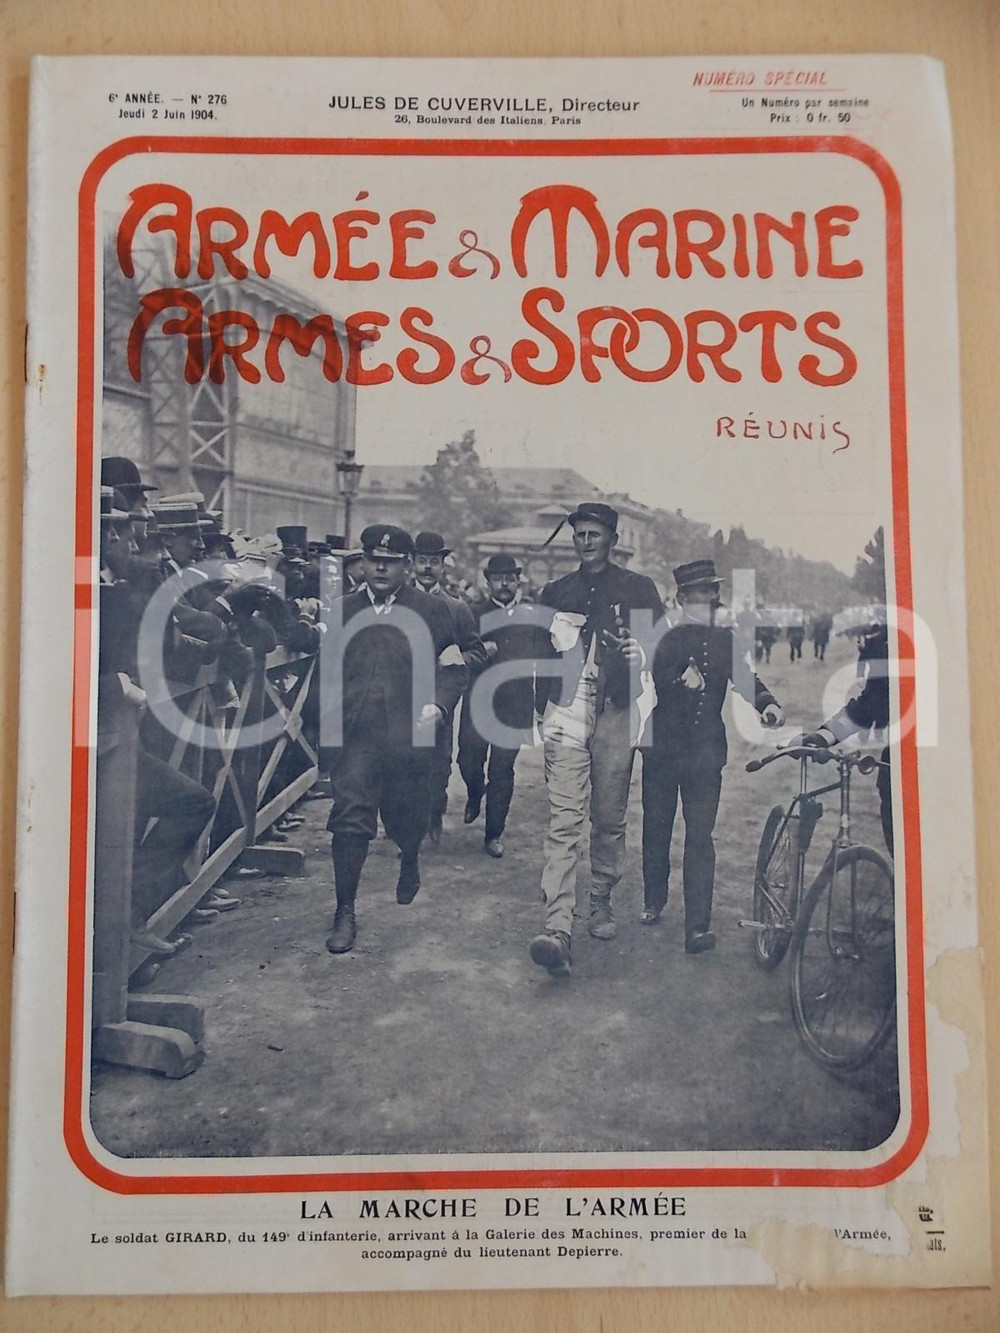 NUMÉRO SPÉCIAL
6e ANNÉE. — No 276
Jeudi 2 Juin 1904.
JULES DE CUVERVILLE, Directeur
26, Boulevard des Italiens, Paris
Un Numéro par semaine
Prix : 0 fr. 50
ARMÉE & MARINE
ARMES & SPORTS
RÉUNIS
iCharta
LA MARCHE DE L'ARMÉE
Le soldat GIRARD, du 149e d'infanterie, arrivant à la Galerie des Machines, premier de la l'Armée,
accompagné du lieutenant Depierre.